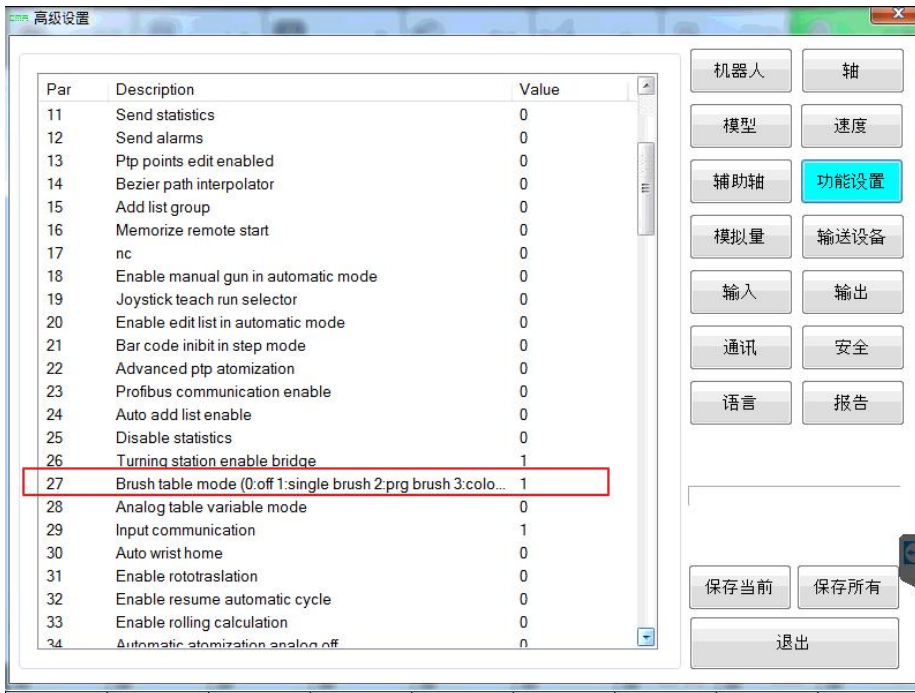 cma 高级设置
Par Description Value
11 Send statistics 0
12 Send alarms 0
13 Ptp points edit enabled 0
14 Bezier path interpolator 0
15 Add list group 0
16 Memorize remote start 0
17 nc 0
18 Enable manual gun in automatic mode 0
19 Joystick teach run selector 0
20 Enable edit list in automatic mode 0
21 Bar code inibit in step mode 0
22 Advanced ptp atomization 0
23 Profibus communication enable 0
24 Auto add list enable 0
25 Disable statistics 0
26 Turning station enable bridge 1
27 Brush table mode (0:off 1:single brush 2:prg brush 3:colo... 1
28 Analog table variable mode 0
29 Input communication 1
30 Auto wrist home 0
31 Enable rototraslation 0
32 Enable resume automatic cycle 0
33 Enable rolling calculation 0
34 Automatic atomization analog off 0
机器人 轴
模型 速度
辅助轴 功能设置
模拟量 输送设备
输入 输出
通讯 安全
语言 报告
保存当前 保存所有
退出